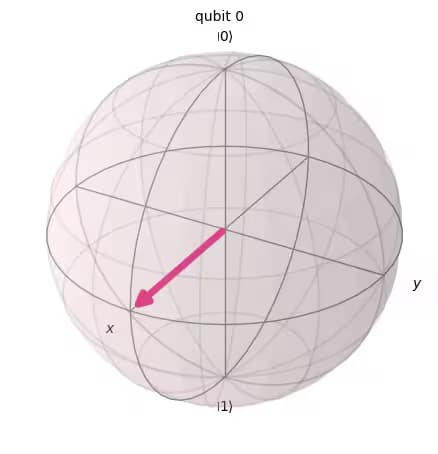 qubit 0
|0⟩
y
x
|1⟩